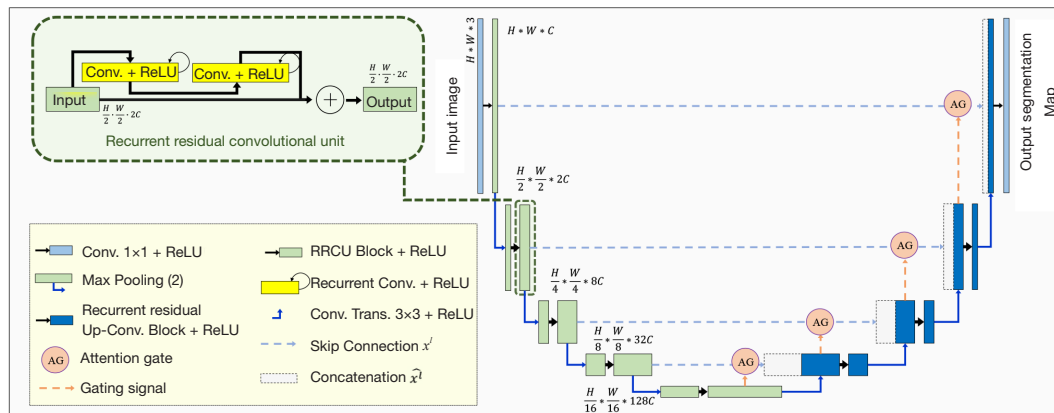 Conv. + ReLU
Conv. + ReLU
Input
H/2 · W/2 · 2C
H/2 · W/2 · 2C
+
Output
Recurrent residual convolutional unit
Input image
H * W * 3
H * W * C
H/2 * W/2 * 2C
H/4 * W/4 * 8C
H/8 * W/8 * 32C
H/16 * W/16 * 128C
AG
AG
AG
AG
Output segmentation
Map
Conv. 1×1 + ReLU
Max Pooling (2)
Recurrent residual
Up-Conv. Block + ReLU
AG
Attention gate
Gating signal
RRCU Block + ReLU
Recurrent Conv. + ReLU
Conv. Trans. 3×3 + ReLU
Skip Connection x^l
Concatenation x̂^l